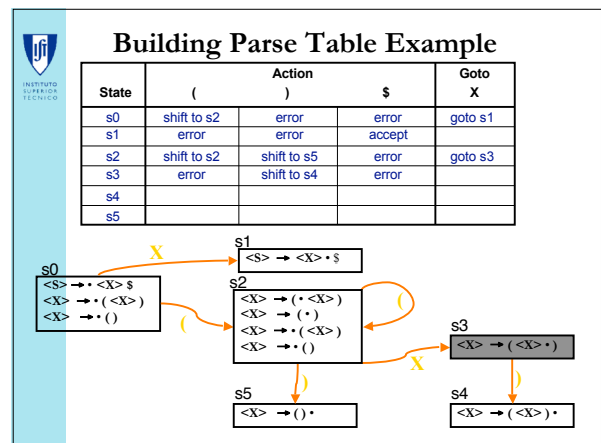 Building Parse Table Example
INSTITUTO
SUPERIOR
TÉCNICO
Action Goto
State ( ) $ X
s0 shift to s2 error error goto s1
s1 error error accept
s2 shift to s2 shift to s5 error goto s3
s3 error shift to s4 error
s4
s5
s0
<S> → • <X> $
<X> → • ( <X> )
<X> → • ( )
X
(
s1
<S> → <X> • $
s2
<X> → ( • <X> )
<X> → ( • )
<X> → • ( <X> )
<X> → • ( )
(
X
)
s3
<X> → ( <X> • )
)
s5
<X> → ( ) •
s4
<X> → ( <X> ) •